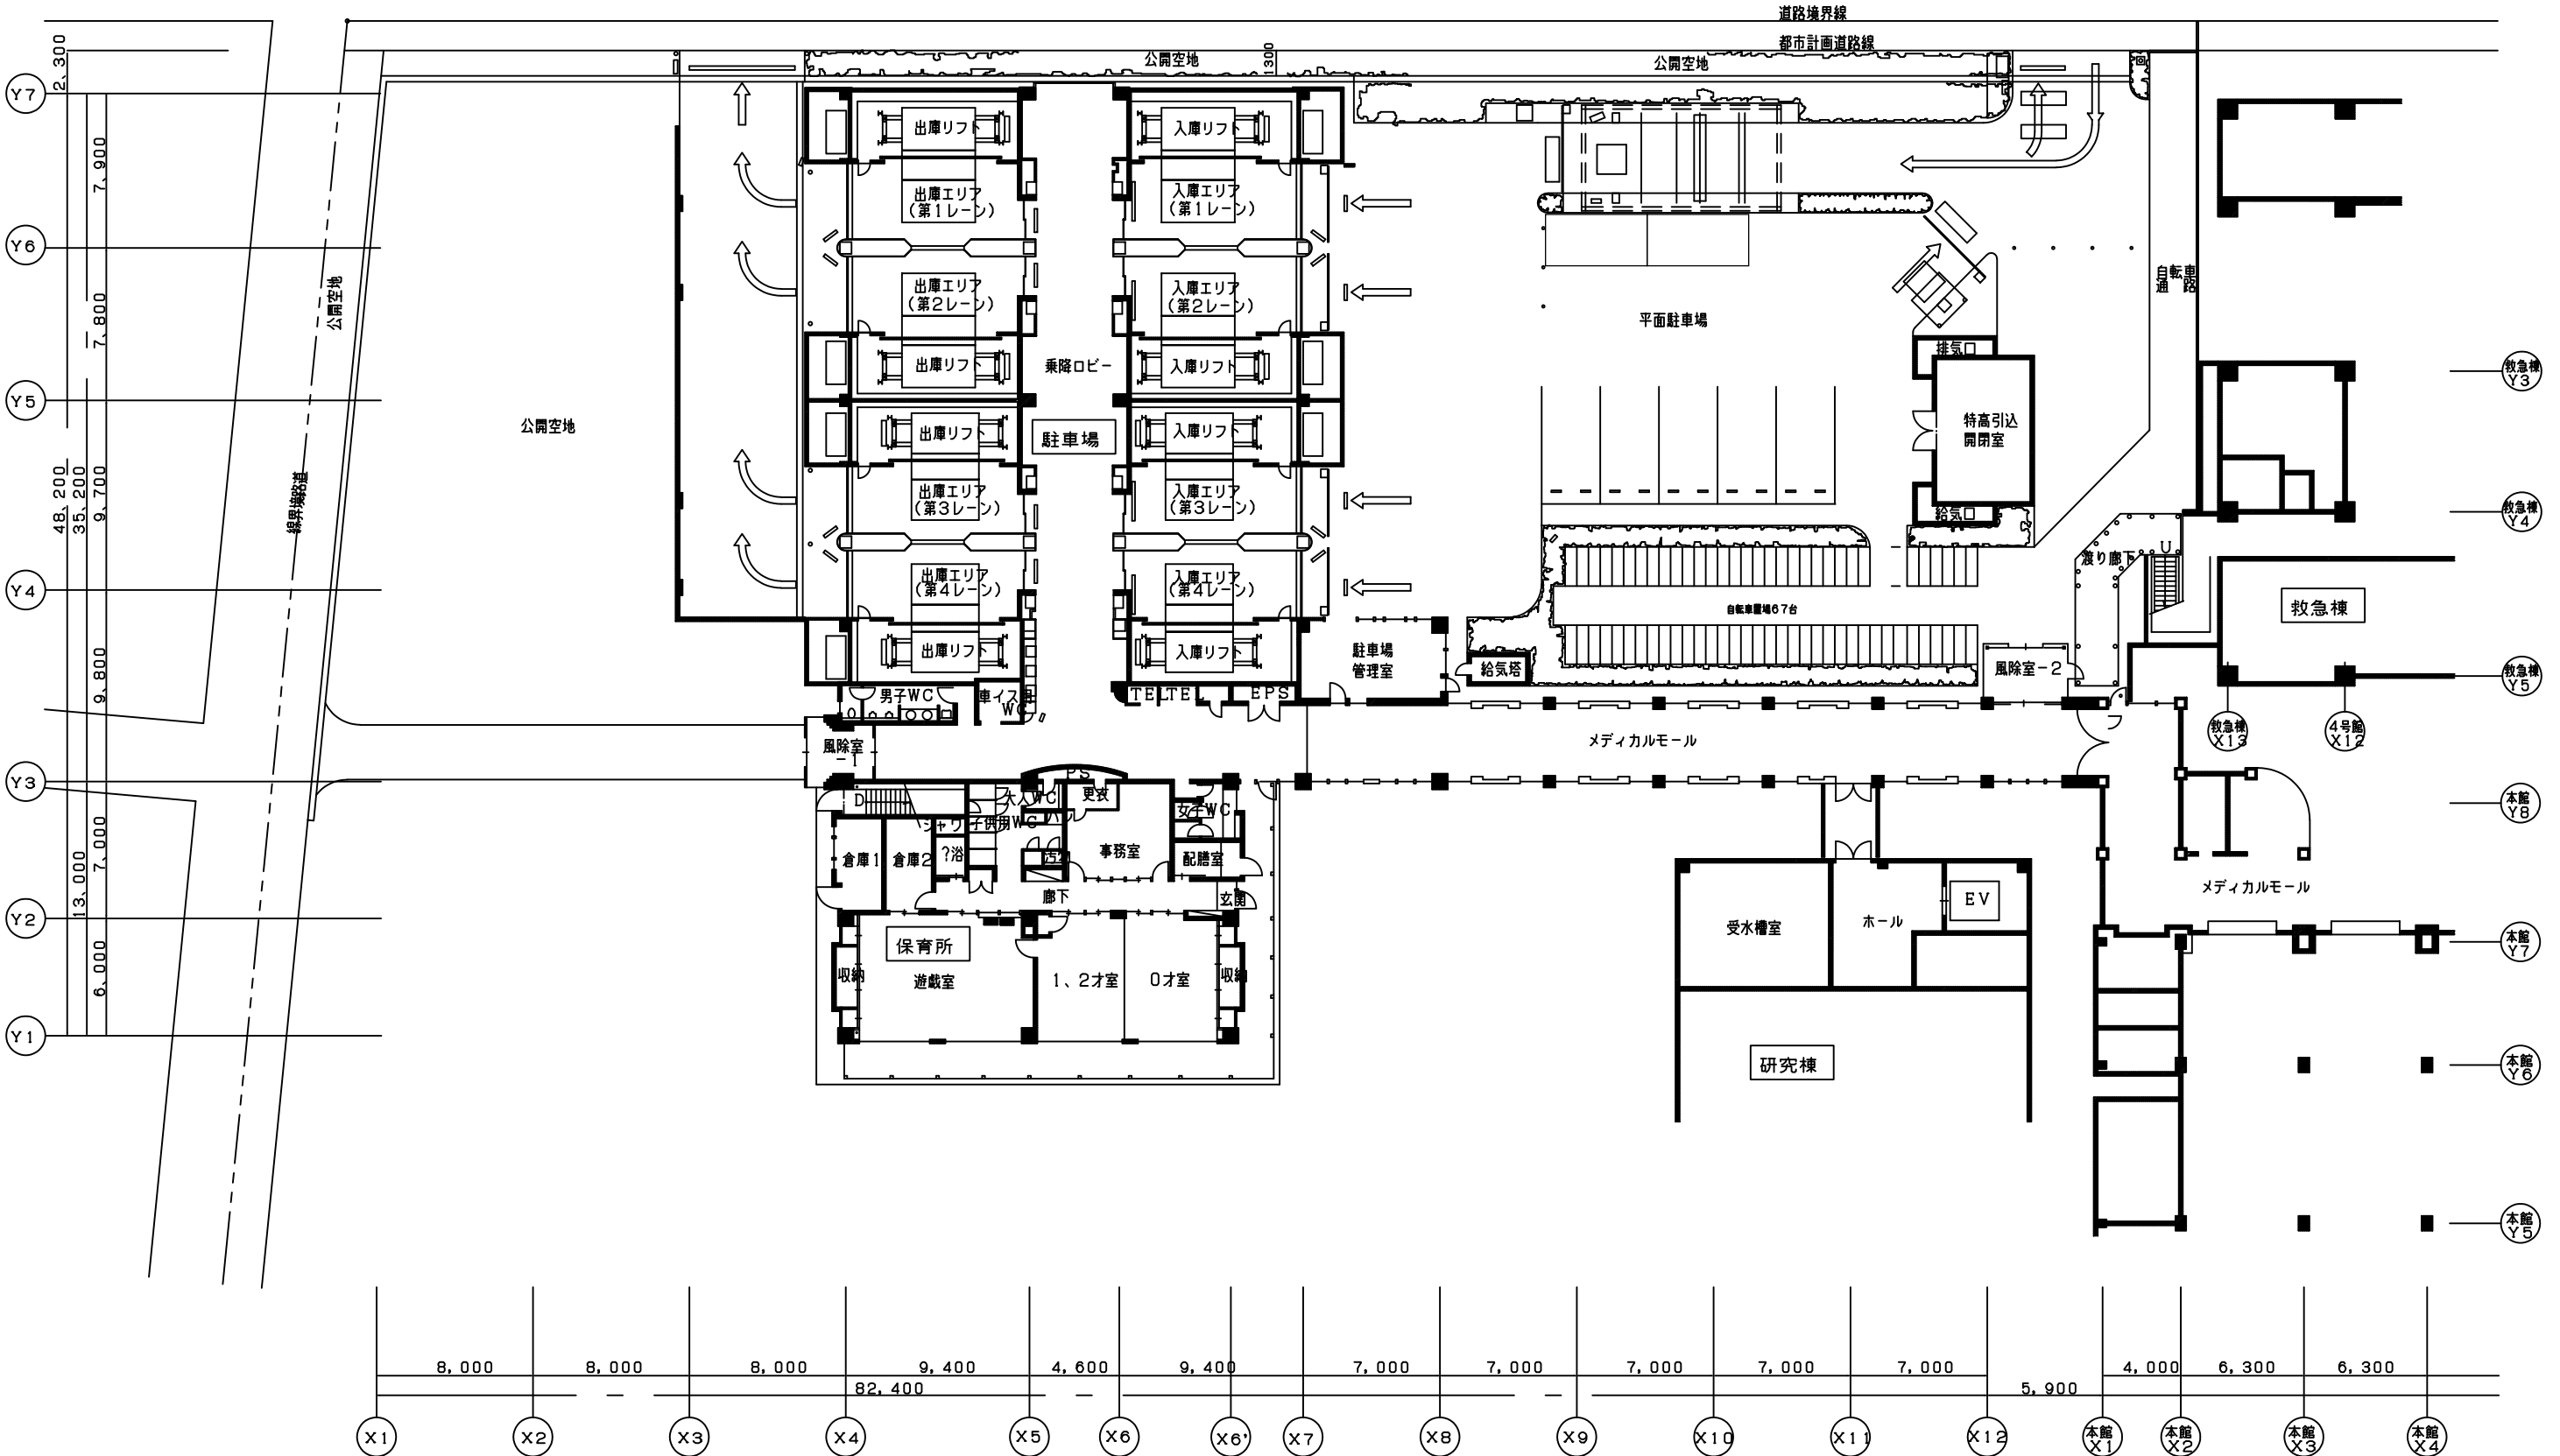 道路境界線
都市計画道路線
公開空地
1300
公開空地
2,300
Y7
7,900
出庫リフト
入庫リフト
出庫エリア
(第1レーン)
入庫エリア
(第1レーン)
Y6
自転車
通路
公開空地
7,800
出庫エリア
(第2レーン)
入庫エリア
(第2レーン)
平面駐車場
排気口
出庫リフト
乗降ロビー
入庫リフト
救急棟
Y3
Y5
公開空地
出庫リフト
駐車場
入庫リフト
特高引込
開閉室
道路境界線
48,200
35,200
9,700
出庫エリア
(第3レーン)
入庫エリア
(第3レーン)
給気口
救急棟
Y4
渡り廊下
U
Y4
出庫エリア
(第4レーン)
入庫エリア
(第4レーン)
自転車置場67台
救急棟
9,800
出庫リフト
入庫リフト
駐車場
管理室
給気塔
風除室-2
救急棟
Y5
男子WC
車イス用
WC
TEL
TEL
EPS
救急棟
X13
4号館
X12
風除室
-1
メディカルモール
Y3
PS
D
大人WC
更衣
女子WC
本館
Y8
シャワー
子供用WC
7,000
13,000
倉庫1
倉庫2
?浴
汚物
事務室
配膳室
メディカルモール
廊下
玄関
EV
Y2
保育所
受水槽室
ホール
本館
Y7
6,000
収納
遊戯室
1、2才室
0才室
収納
Y1
研究棟
本館
Y6
本館
Y5
8,000
8,000
8,000
9,400
4,600
9,400
7,000
7,000
7,000
7,000
7,000
4,000
6,300
6,300
82,400
5,900
X1
X2
X3
X4
X5
X6
X6'
X7
X8
X9
X10
X11
X12
本館
X1
本館
X2
本館
X3
本館
X4